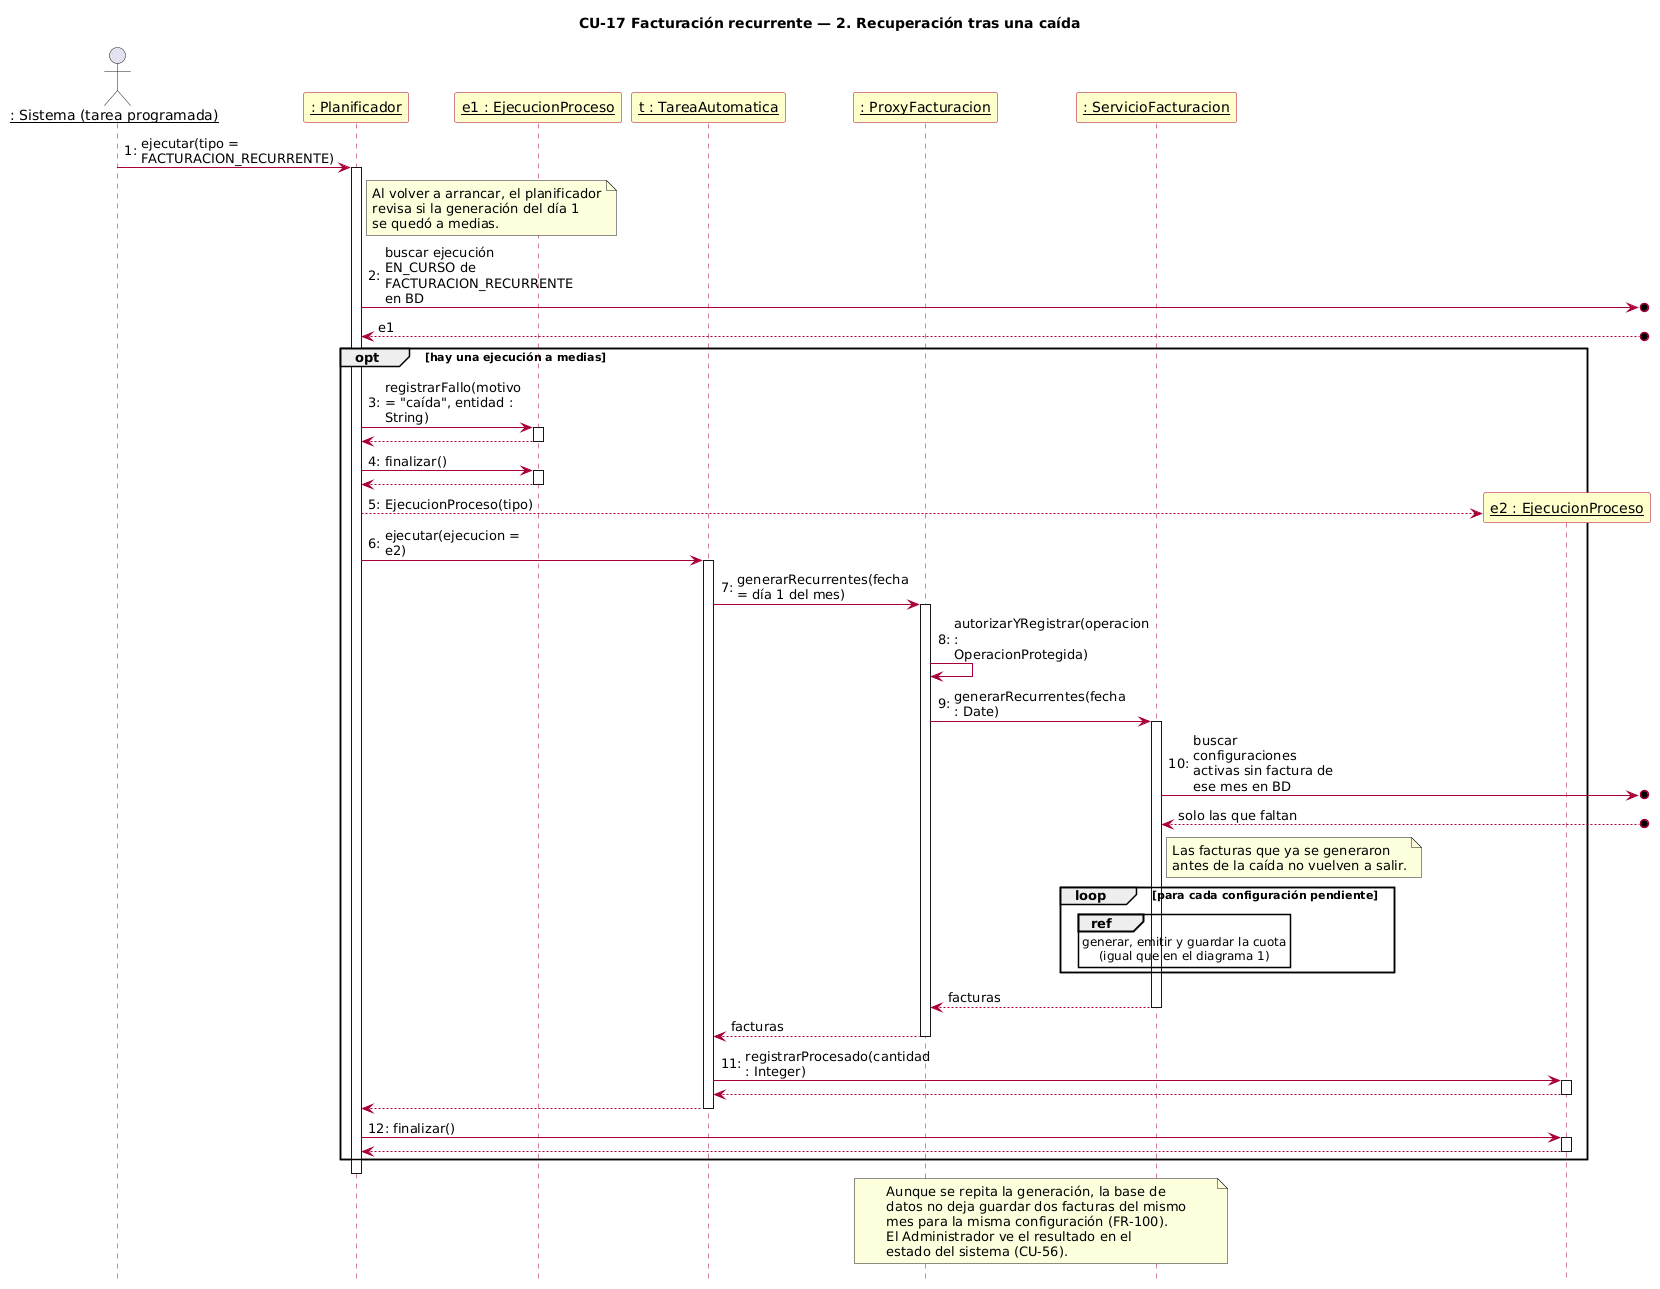 CU-17 Facturación recurrente — 2. Recuperación tras una caída
: Sistema (tarea programada)
: Planificador
e1 : EjecucionProceso
t : TareaAutomatica
: ProxyFacturacion
: ServicioFacturacion
1: ejecutar(tipo =
FACTURACION_RECURRENTE)
Al volver a arrancar, el planificador
revisa si la generación del día 1
se quedó a medias.
2: buscar ejecución
EN_CURSO de
FACTURACION_RECURRENTE
en BD
e1
opt [hay una ejecución a medias]
3: registrarFallo(motivo
= "caída", entidad :
String)
4: finalizar()
5: EjecucionProceso(tipo)
e2 : EjecucionProceso
6: ejecutar(ejecucion =
e2)
7: generarRecurrentes(fecha
= día 1 del mes)
8: autorizarYRegistrar(operacion
:
OperacionProtegida)
9: generarRecurrentes(fecha
: Date)
10: buscar
configuraciones
activas sin factura de
ese mes en BD
solo las que faltan
Las facturas que ya se generaron
antes de la caída no vuelven a salir.
loop [para cada configuración pendiente]
ref
generar, emitir y guardar la cuota
(igual que en el diagrama 1)
facturas
facturas
11: registrarProcesado(cantidad
: Integer)
12: finalizar()
Aunque se repita la generación, la base de
datos no deja guardar dos facturas del mismo
mes para la misma configuración (FR-100).
El Administrador ve el resultado en el
estado del sistema (CU-56).